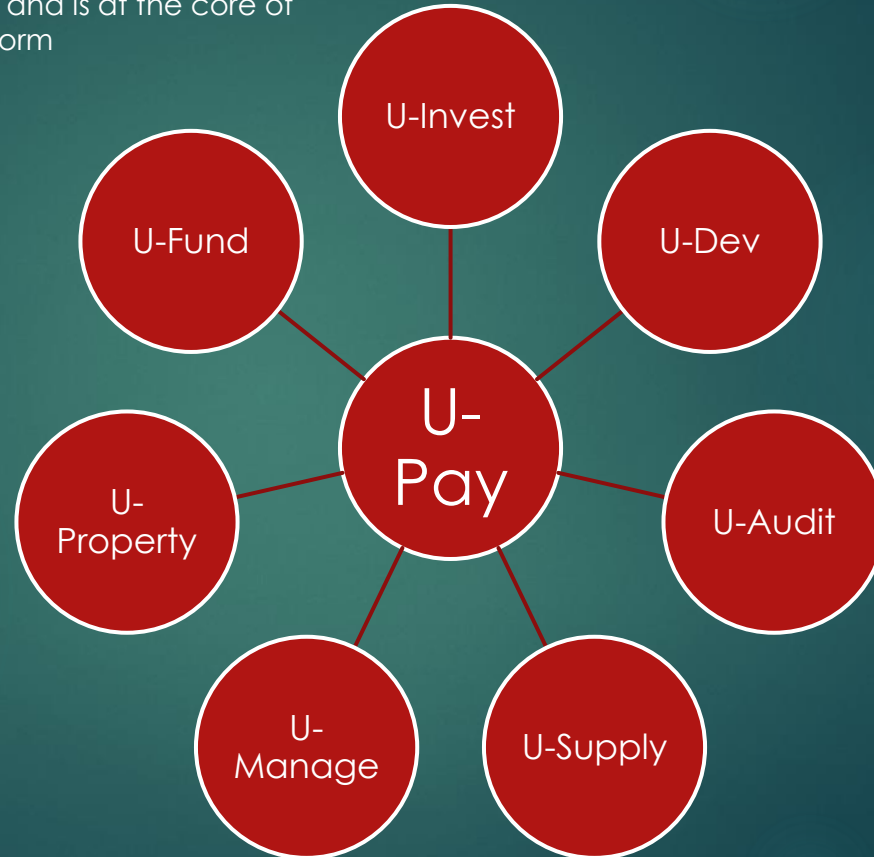 and is at the core of
orm
U-Invest
U-Fund
U-Dev
U-
Pay
U-
Property
U-Audit
U-
Manage
U-Supply